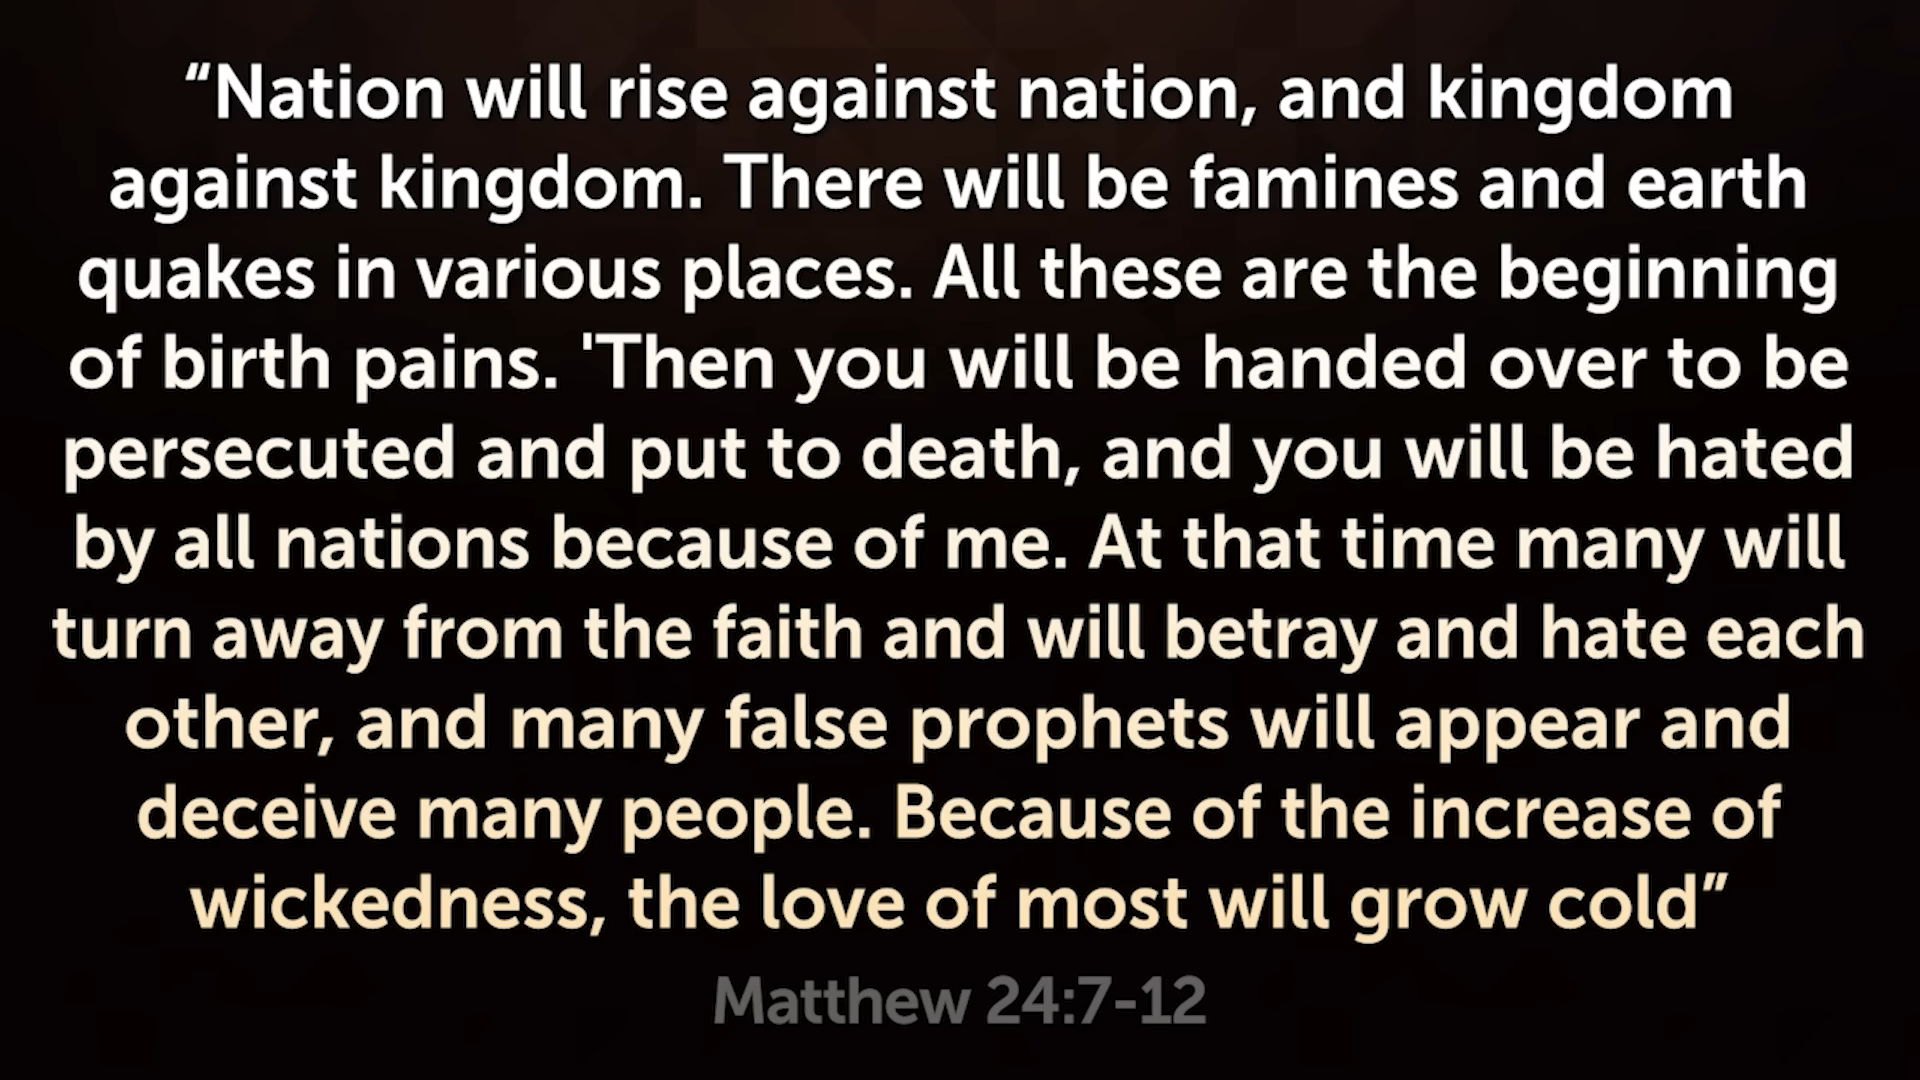 “Nation will rise against nation, and kingdom
against kingdom. There will be famines and earth
quakes in various places. All these are the beginning
of birth pains. 'Then you will be handed over to be
persecuted and put to death, and you will be hated
by all nations because of me. At that time many will
turn away from the faith and will betray and hate each
other, and many false prophets will appear and
deceive many people. Because of the increase of
wickedness, the love of most will grow cold”
Matthew 24:7-12